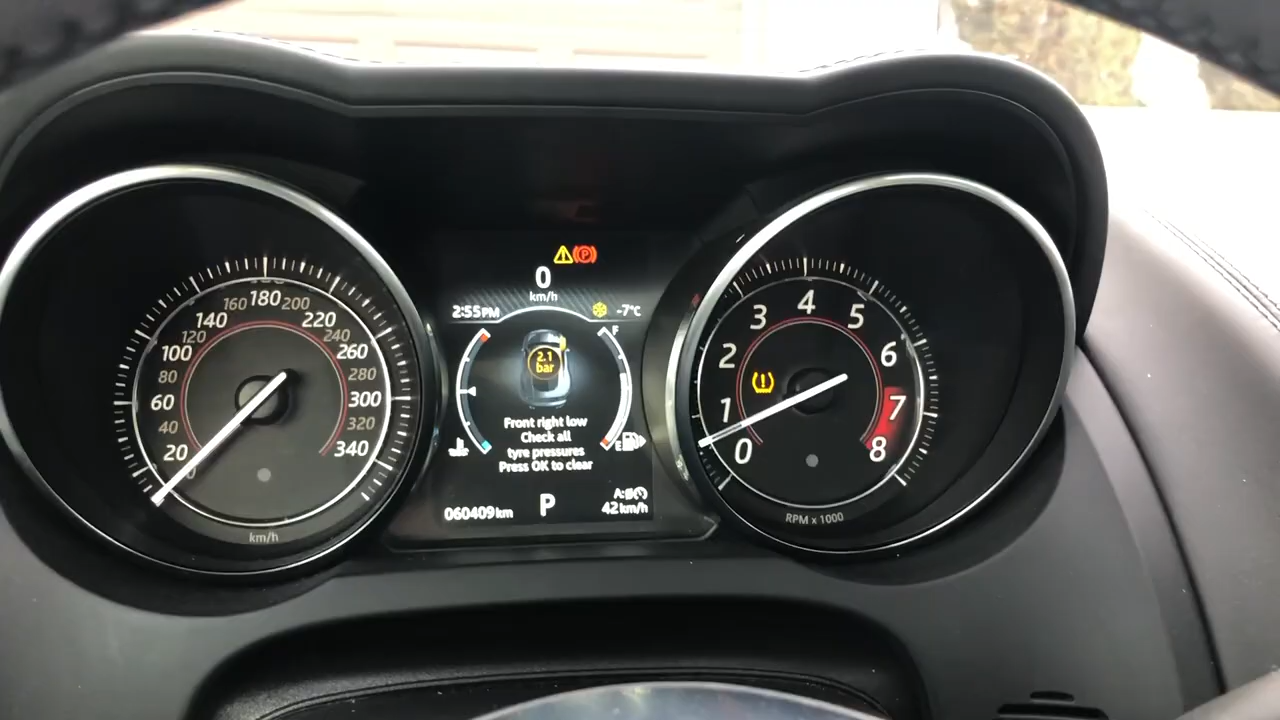 0
km/h
2:55PM
-7°C
F
2.1
bar
Front right low
Check all
tyre pressures
Press OK to clear
E
P
060409km
42km/h
0
20
40
60
80
100
120
140
160
180
200
220
240
260
280
300
320
340
km/h
0
1
2
3
4
5
6
7
8
RPM x 1000